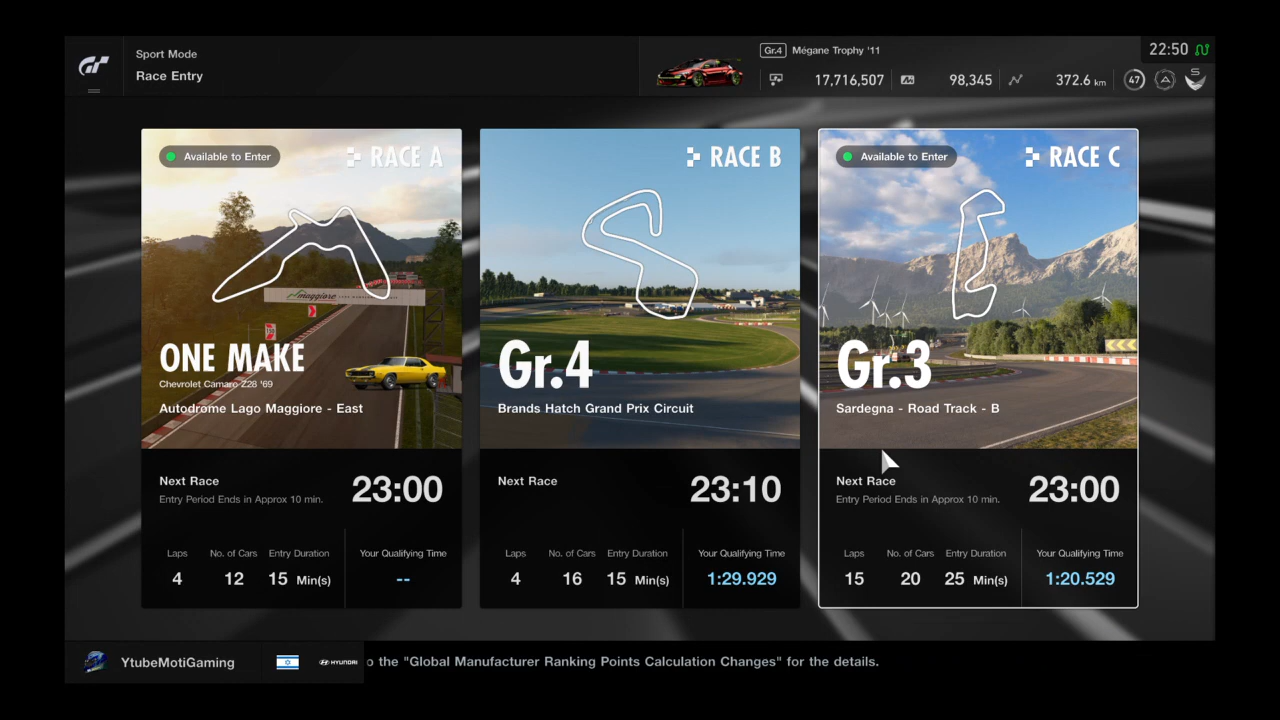 GT
Sport Mode
Race Entry
Gr.4 Mégane Trophy '11
17,716,507
98,345
372.6 km
47
A
S
22:50
Available to Enter
RACE A
maggiore
150
ONE MAKE
Chevrolet Camaro Z28 '69
Autodrome Lago Maggiore - East
Next Race
Entry Period Ends in Approx 10 min.
23:00
Laps No. of Cars Entry Duration Your Qualifying Time
4 12 15 Min(s) --
RACE B
Gr.4
Brands Hatch Grand Prix Circuit
Next Race
23:10
Laps No. of Cars Entry Duration Your Qualifying Time
4 16 15 Min(s) 1:29.929
Available to Enter
RACE C
Gr.3
Sardegna - Road Track - B
Next Race
Entry Period Ends in Approx 10 min.
23:00
Laps No. of Cars Entry Duration Your Qualifying Time
15 20 25 Min(s) 1:20.529
YtubeMotiGaming
HYUNDAI
o the "Global Manufacturer Ranking Points Calculation Changes" for the details.